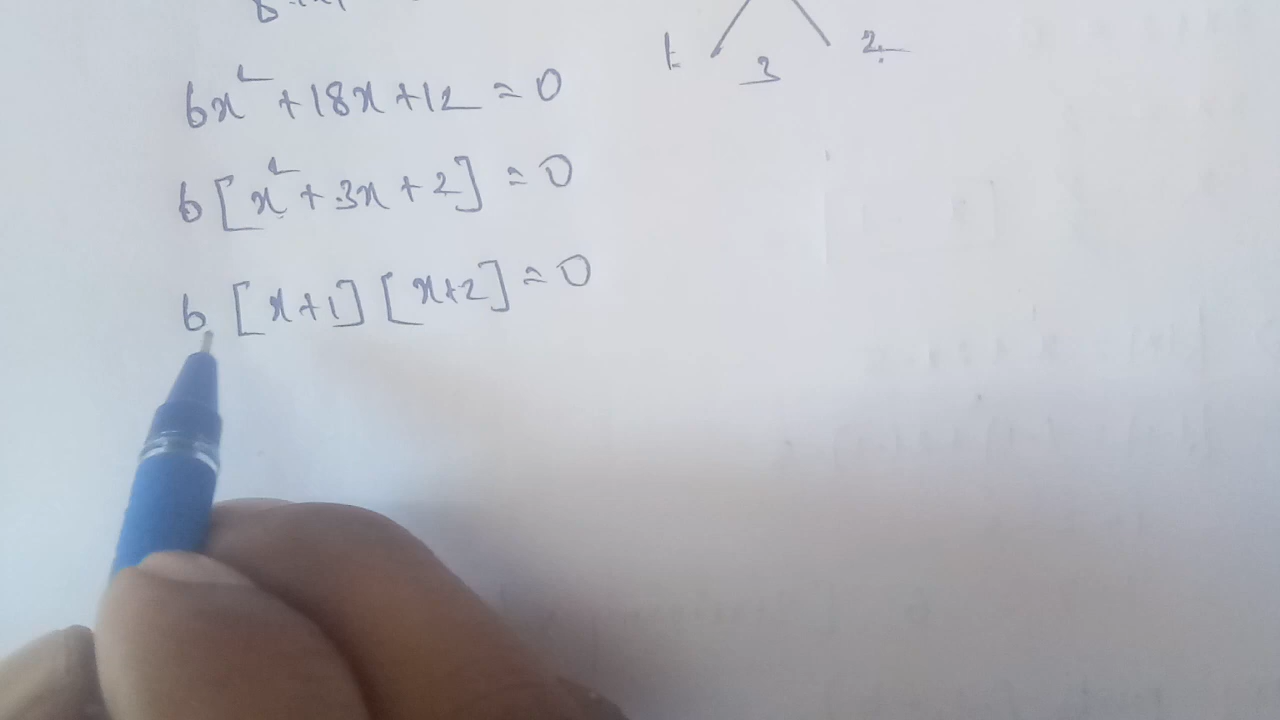 1 2
3
6x² + 18x + 12 = 0
6[x² + 3x + 2] = 0
6[x+1][x+2] = 0